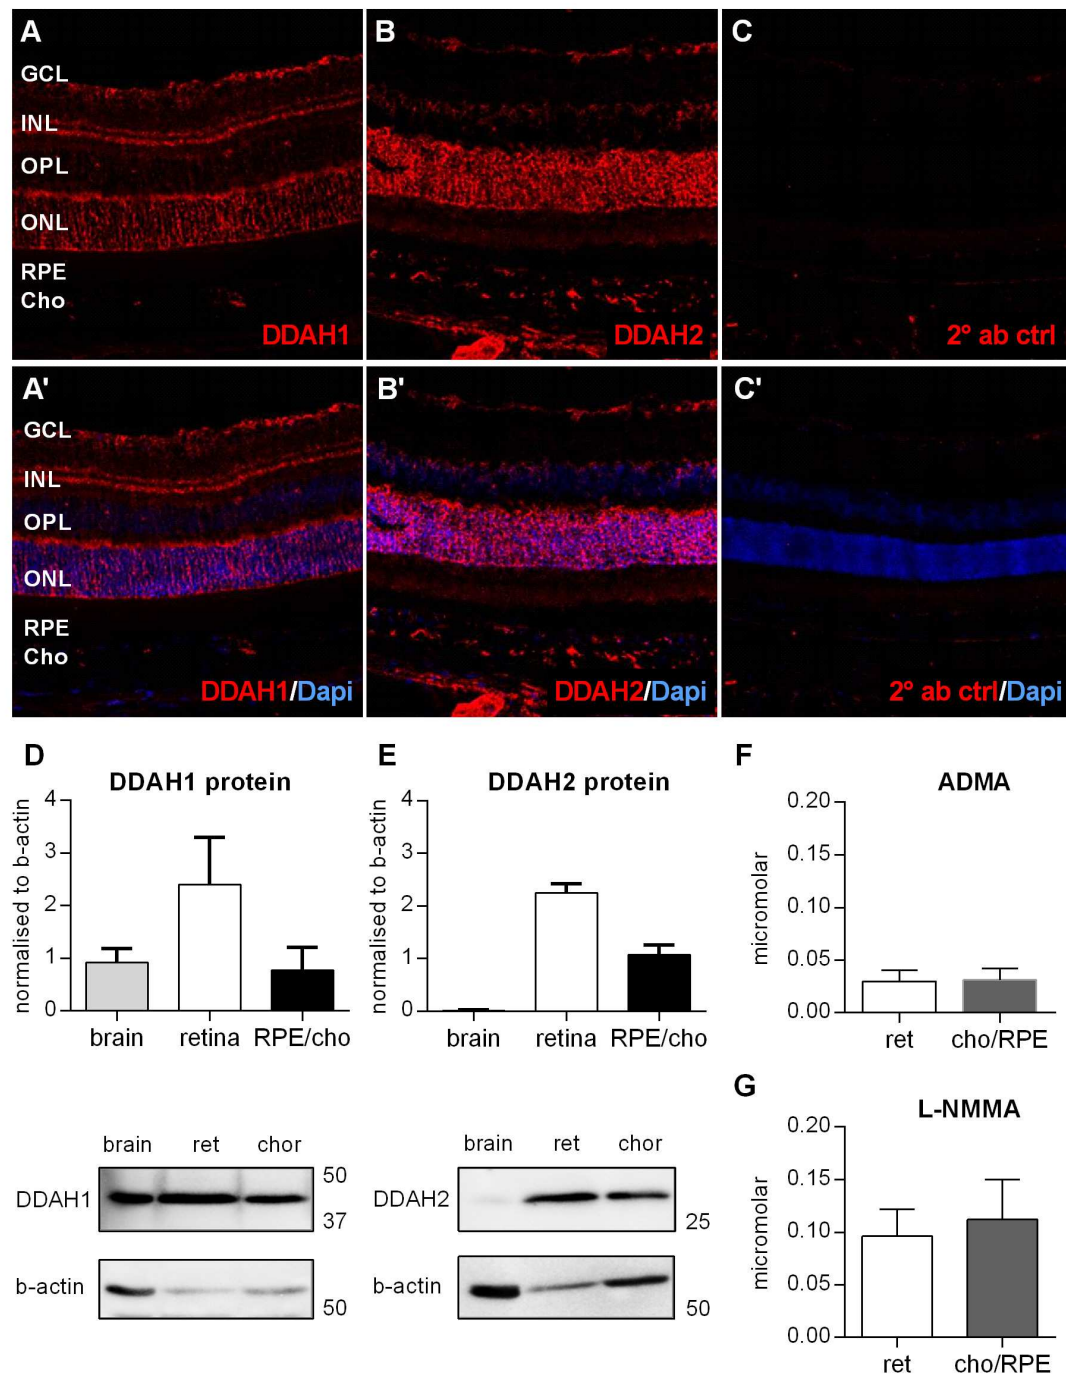 A
GCL
INL
OPL
ONL
RPE
Cho
DDAH1
B
DDAH2
C
2° ab ctrl
A'
GCL
INL
OPL
ONL
RPE
Cho
DDAH1/Dapi
B'
DDAH2/Dapi
C'
2° ab ctrl/Dapi
D
DDAH1 protein
normalised to b-actin
4
3
2
1
0
brain retina RPE/cho
brain ret chor
DDAH1
50
37
b-actin
50
E
DDAH2 protein
normalised to b-actin
4
3
2
1
0
brain retina RPE/cho
brain ret chor
DDAH2
25
b-actin
50
F
ADMA
micromolar
0.20
0.15
0.10
0.05
0.00
ret cho/RPE
G
L-NMMA
micromolar
0.20
0.15
0.10
0.05
0.00
ret cho/RPE